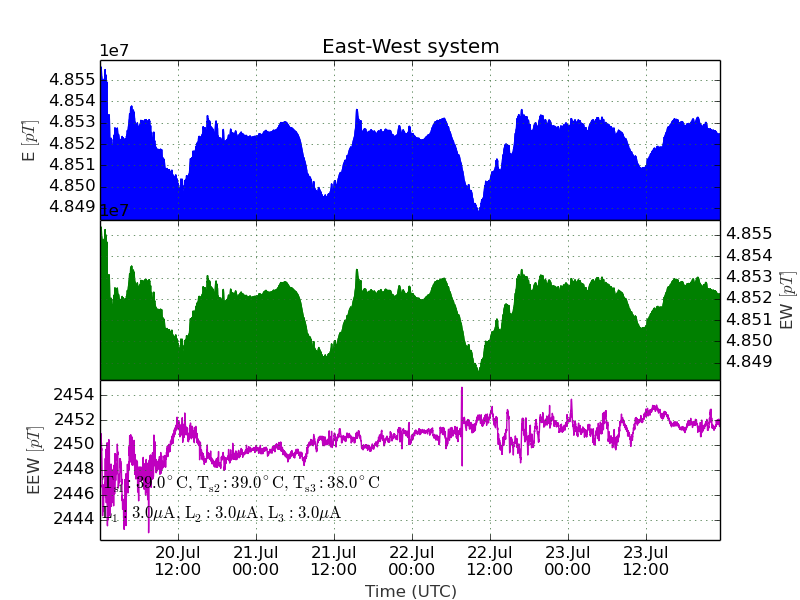 East-West system
1e7
4.855
4.854
4.853
4.852
4.851
4.850
4.849
E [pT]
1e7
4.855
4.854
4.853
4.852
4.851
4.850
4.849
EW [pT]
2454
2452
2450
2448
2446
2444
EEW [pT]
T_s1 : 39.0°C, T_s2 : 39.0°C, T_s3 : 38.0°C
L_1 : 3.0μA, L_2 : 3.0μA, L_3 : 3.0μA
20.Jul 21.Jul 21.Jul 22.Jul 22.Jul 23.Jul 23.Jul
12:00 00:00 12:00 00:00 12:00 00:00 12:00
Time (UTC)